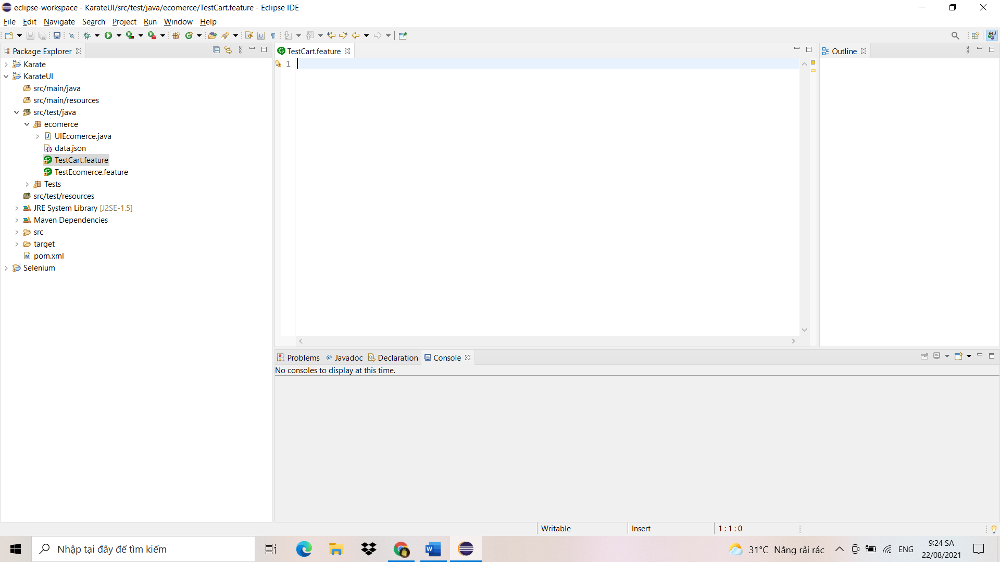 eclipse-workspace - KarateUI/src/test/java/ecomerce/TestCart.feature - Eclipse IDE
File Edit Navigate Search Project Run Window Help
Package Explorer
Karate
KarateUI
src/main/java
src/main/resources
src/test/java
ecomerce
UIEcomerce.java
data.json
TestCart.feature
TestEcomerce.feature
Tests
src/test/resources
JRE System Library [J2SE-1.5]
Maven Dependencies
src
target
pom.xml
Selenium
TestCart.feature
1
Outline
Problems @ Javadoc Declaration Console
No consoles to display at this time.
Writable Insert 1 : 1 : 0
Nhập tại đây để tìm kiếm
31°C Nắng rải rác ENG
9:24 SA
22/08/2021